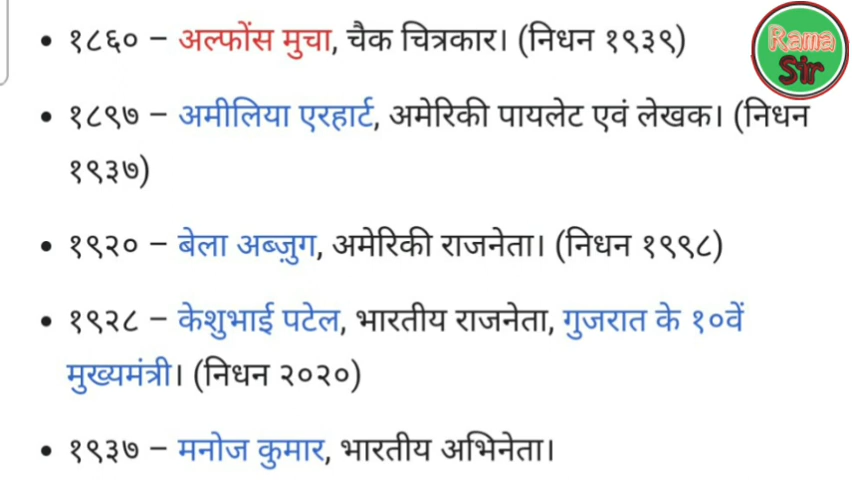 • १८६० – अल्फोंस मुचा, चैक चित्रकार। (निधन १९३९)
Rama
Sir
• १८९७ – अमीलिया एरहार्ट, अमेरिकी पायलेट एवं लेखक। (निधन
१९३७)
• १९२० – बेला अब्ज़ुग, अमेरिकी राजनेता। (निधन १९९८)
• १९२८ – केशुभाई पटेल, भारतीय राजनेता, गुजरात के १०वें
मुख्यमंत्री। (निधन २०२०)
• १९३७ – मनोज कुमार, भारतीय अभिनेता।